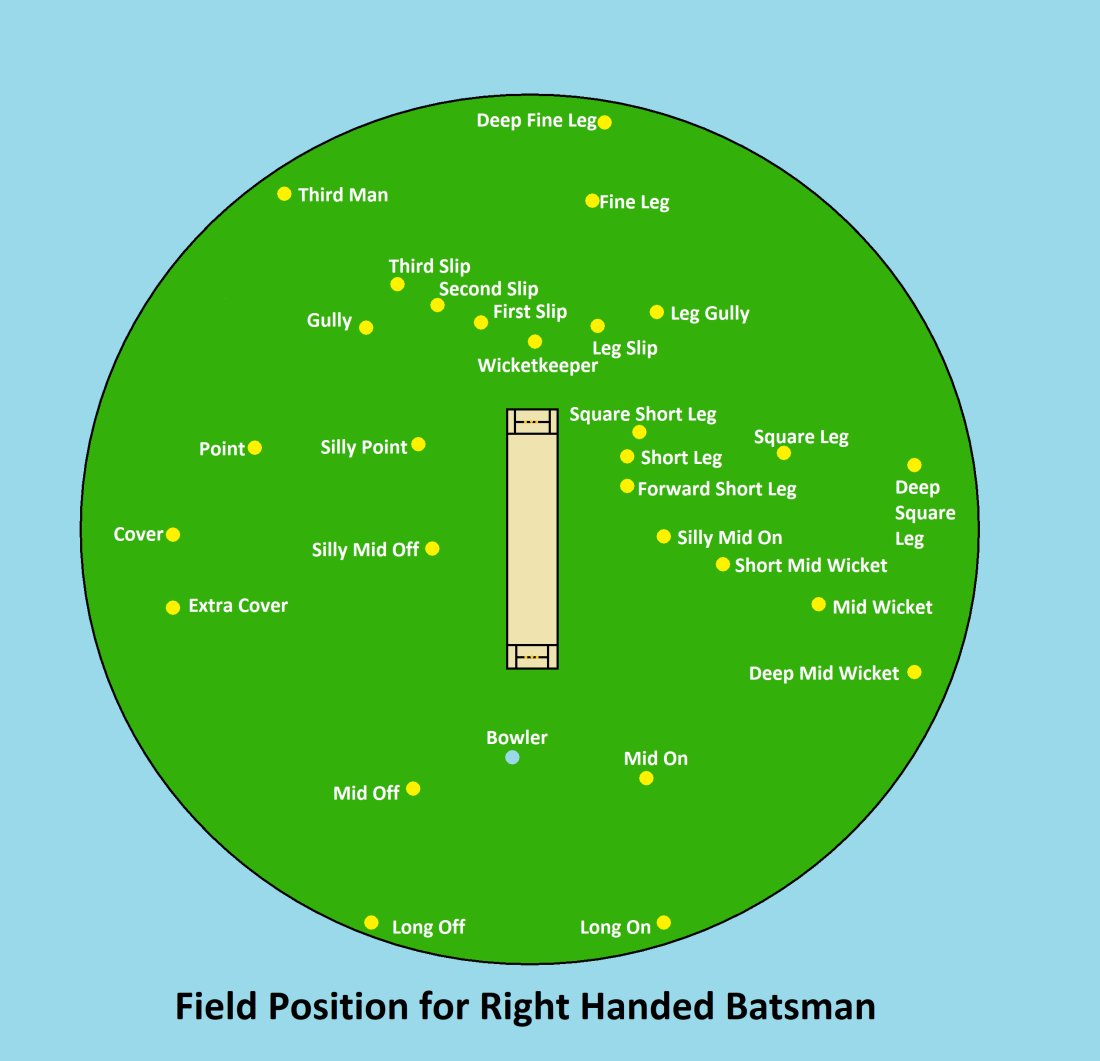 Deep Fine Leg
Third Man
Fine Leg
Third Slip
Second Slip
First Slip
Leg Gully
Gully
Leg Slip
Wicketkeeper
Square Short Leg
Square Leg
Point
Silly Point
Short Leg
Forward Short Leg
Deep
Square
Leg
Cover
Silly Mid On
Silly Mid Off
Short Mid Wicket
Extra Cover
Mid Wicket
Deep Mid Wicket
Bowler
Mid On
Mid Off
Long Off
Long On
Field Position for Right Handed Batsman